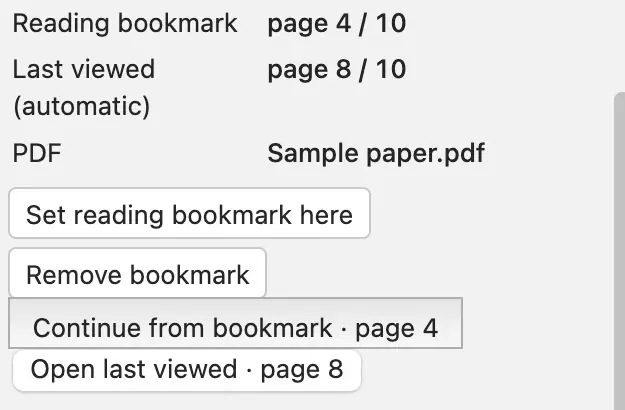 Reading bookmark page 4 / 10
Last viewed page 8 / 10
(automatic)
PDF Sample paper.pdf
Set reading bookmark here
Remove bookmark
Continue from bookmark · page 4
Open last viewed · page 8